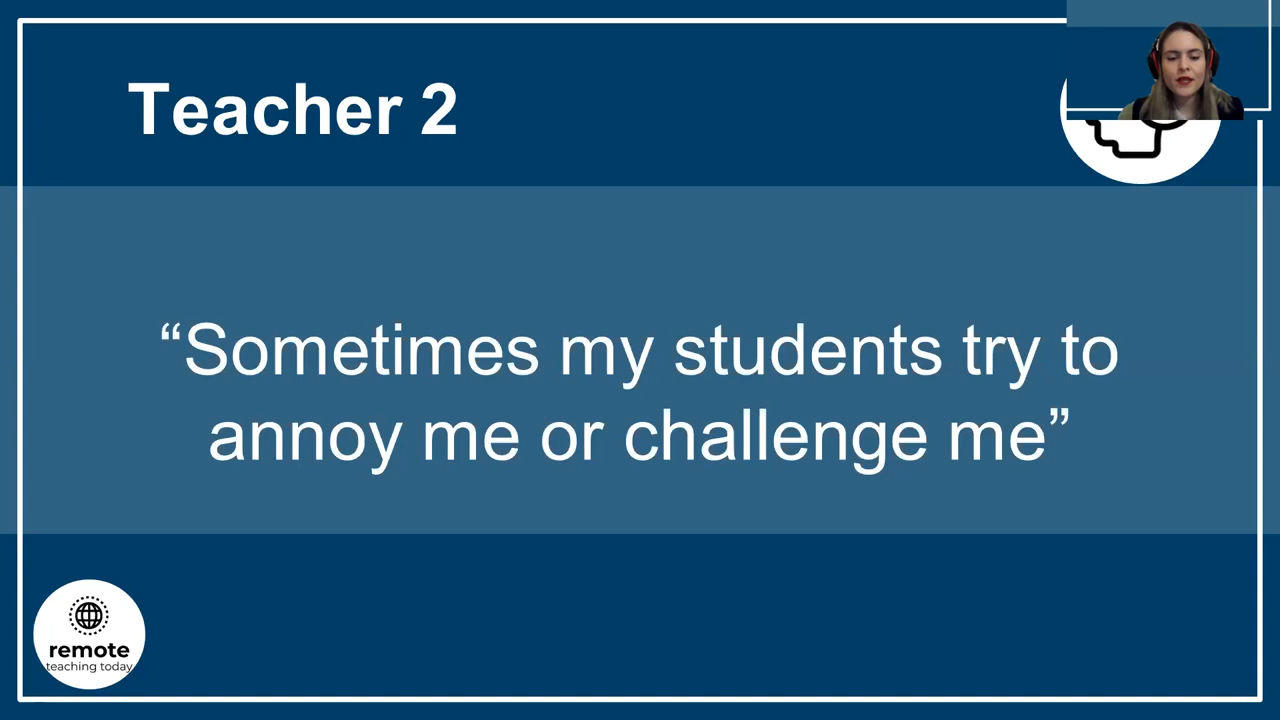 Teacher 2
“Sometimes my students try to
annoy me or challenge me”
remote
teaching today